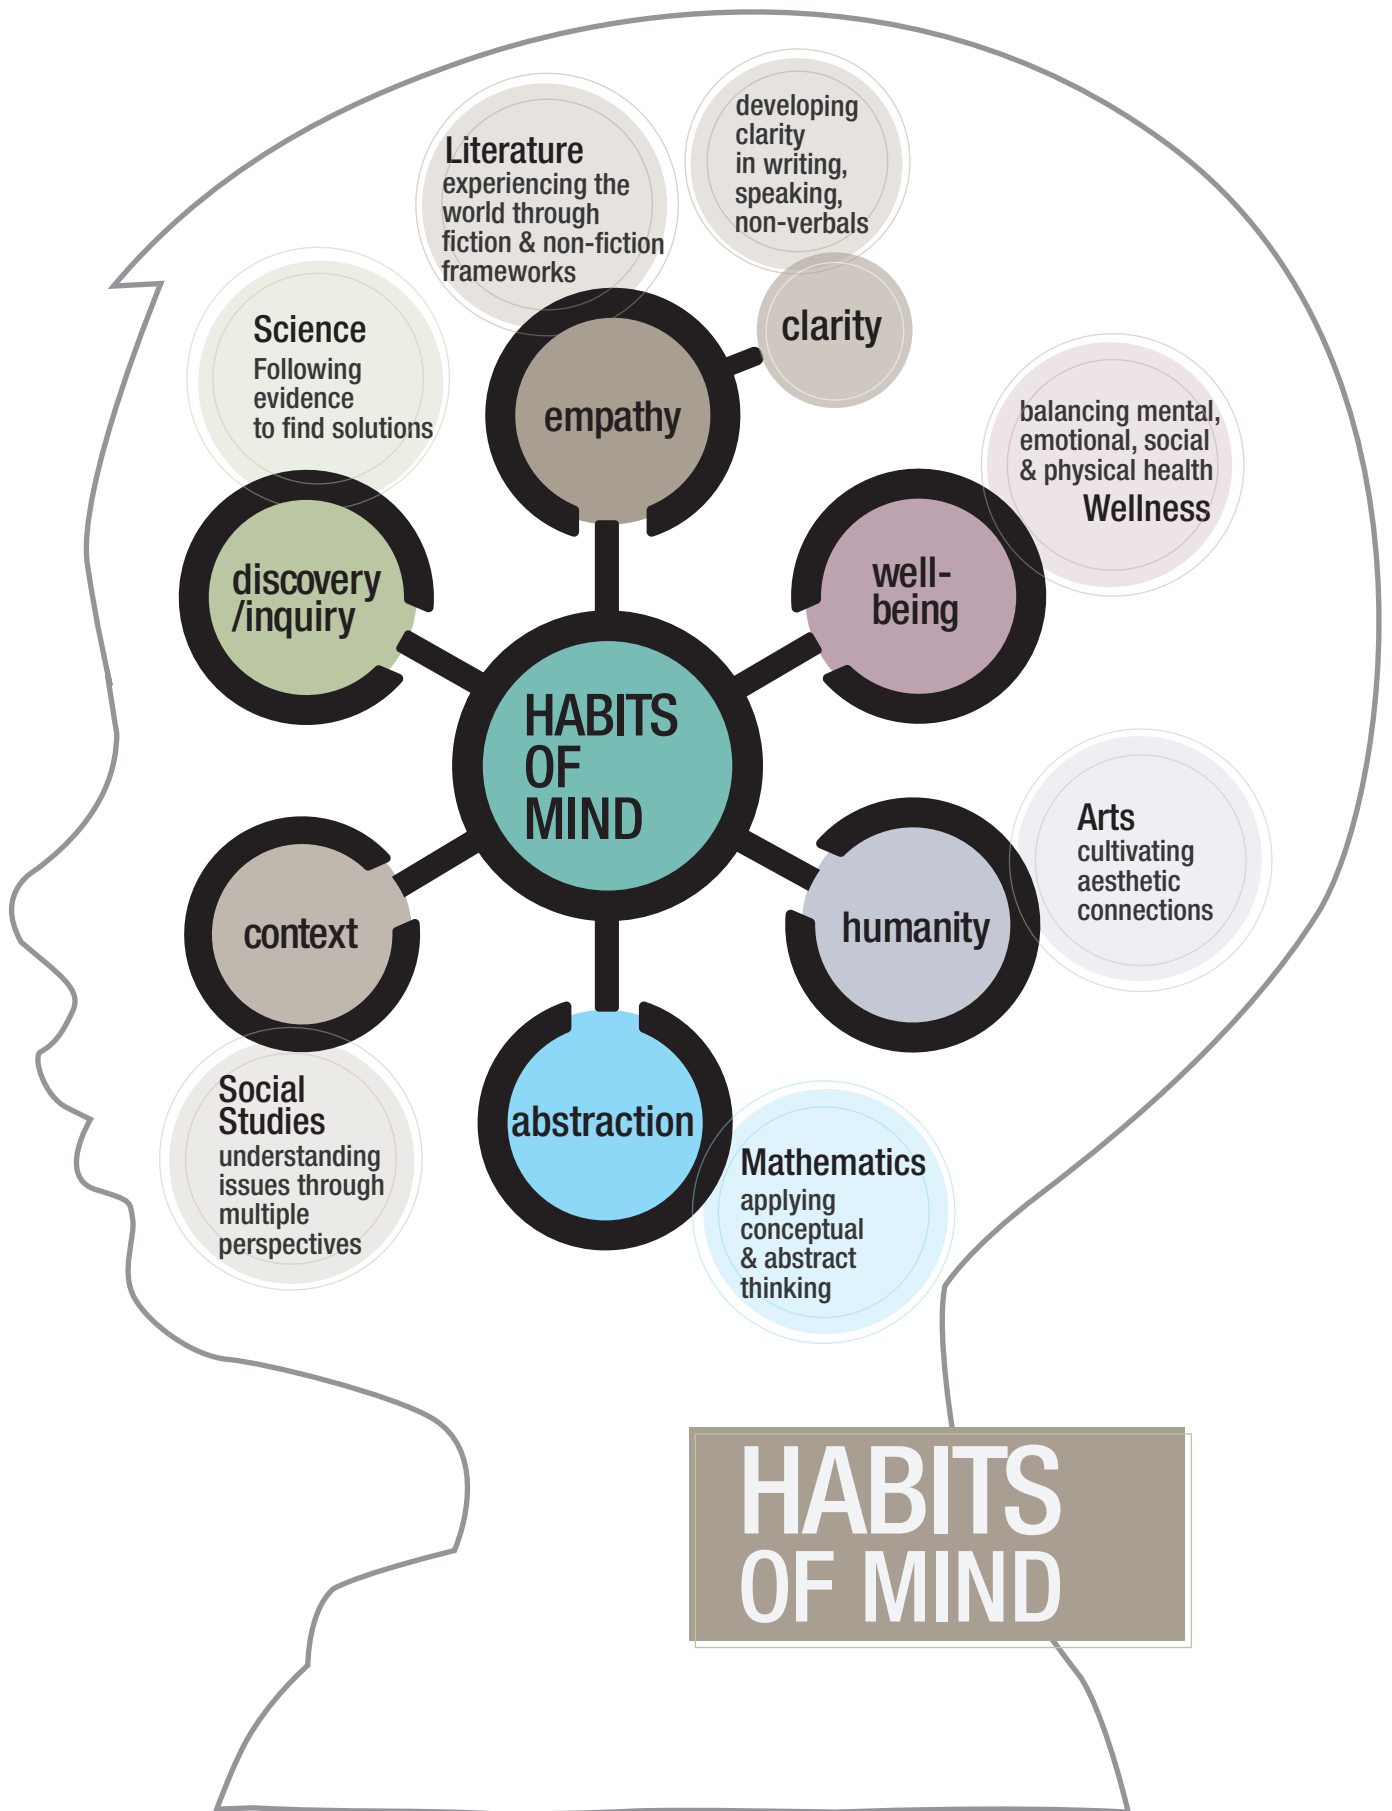 Literature
experiencing the
world through
fiction & non-fiction
frameworks
developing
clarity
in writing,
speaking,
non-verbals
clarity
empathy
Science
Following
evidence
to find solutions
discovery
/inquiry
balancing mental,
emotional, social
& physical health
Wellness
well-
being
HABITS
OF
MIND
Arts
cultivating
aesthetic
connections
humanity
context
Social
Studies
understanding
issues through
multiple
perspectives
abstraction
Mathematics
applying
conceptual
& abstract
thinking
HABITS
OF MIND